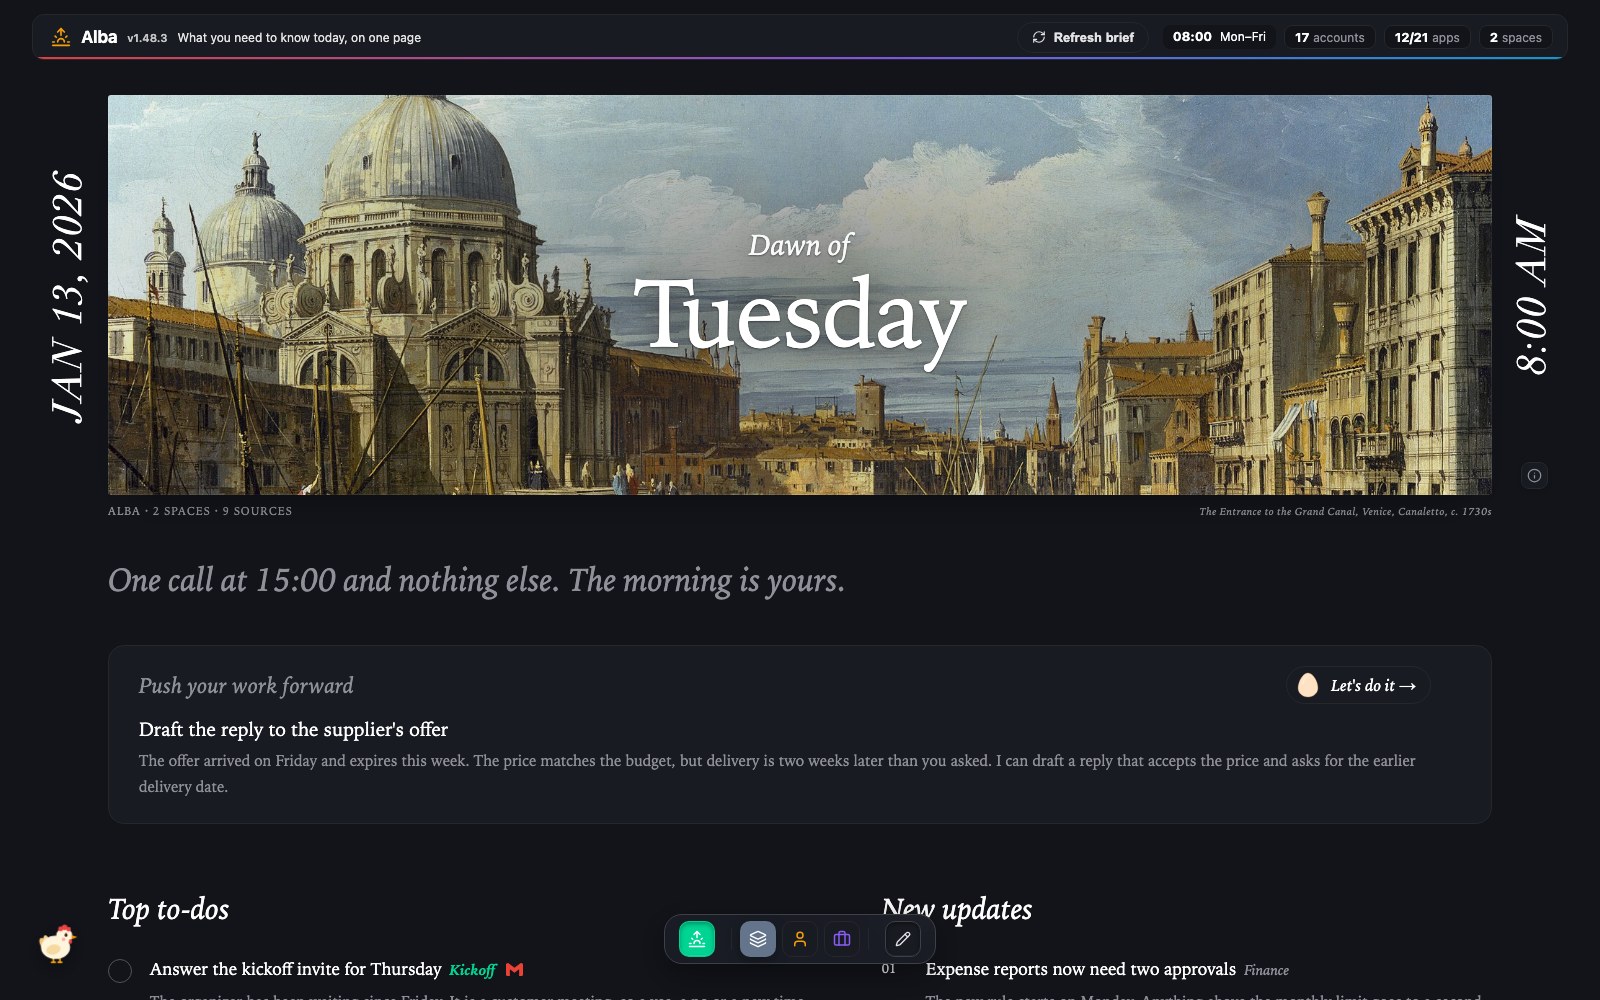 Alba v1.48.3 What you need to know today, on one page
Refresh brief
08:00 Mon–Fri
17 accounts
12/21 apps
2 spaces
JAN 13, 2026
Dawn of
Tuesday
8:00 AM
ALBA · 2 SPACES · 9 SOURCES
The Entrance to the Grand Canal, Venice, Canaletto, c. 1730s
One call at 15:00 and nothing else. The morning is yours.
Push your work forward
Let's do it →
Draft the reply to the supplier's offer
The offer arrived on Friday and expires this week. The price matches the budget, but delivery is two weeks later than you asked. I can draft a reply that accepts the price and asks for the earlier
delivery date.
Top to-dos
Answer the kickoff invite for Thursday Kickoff
New updates
01 Expense reports now need two approvals Finance